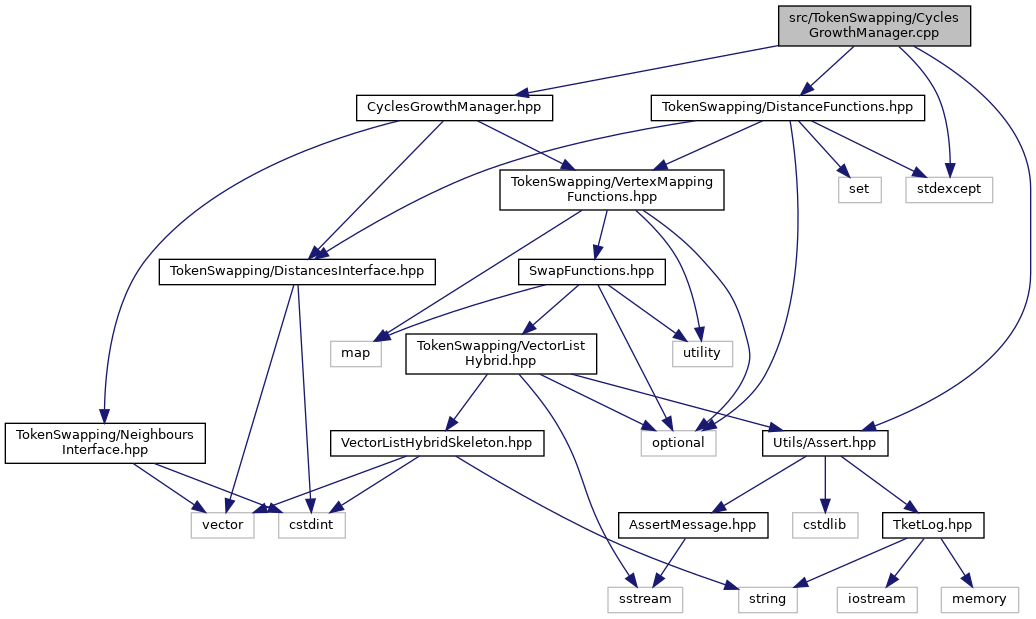 src/TokenSwapping/Cycles
GrowthManager.cpp
CyclesGrowthManager.hpp
TokenSwapping/DistanceFunctions.hpp
TokenSwapping/VertexMapping
Functions.hpp
set
stdexcept
TokenSwapping/DistancesInterface.hpp
SwapFunctions.hpp
map
TokenSwapping/VectorList
Hybrid.hpp
utility
TokenSwapping/Neighbours
Interface.hpp
VectorListHybridSkeleton.hpp
optional
Utils/Assert.hpp
vector
cstdint
AssertMessage.hpp
cstdlib
TketLog.hpp
sstream
string
iostream
memory